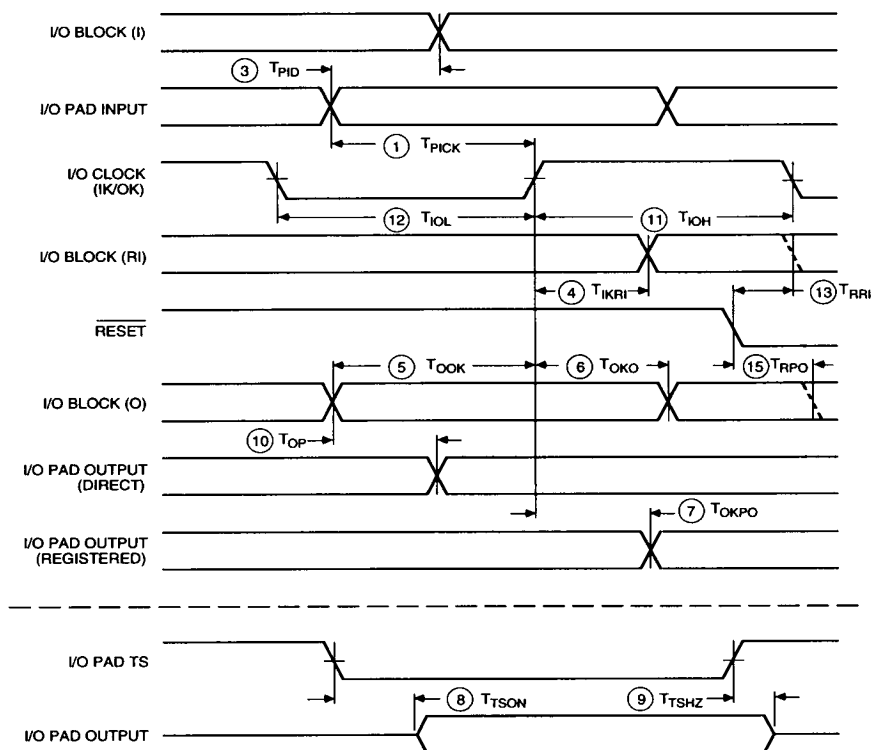 I/O BLOCK (I)
3 TPID
I/O PAD INPUT
1 TPICK
I/O CLOCK
(IK/OK)
12 TIOL
11 TIOH
I/O BLOCK (RI)
4 TIKRI
13 TRRI
RESET
5 TOOK
6 TOKO
15 TRPO
I/O BLOCK (O)
10 TOP
I/O PAD OUTPUT
(DIRECT)
7 TOKPO
I/O PAD OUTPUT
(REGISTERED)
I/O PAD TS
8 TTSON
9 TTSHZ
I/O PAD OUTPUT